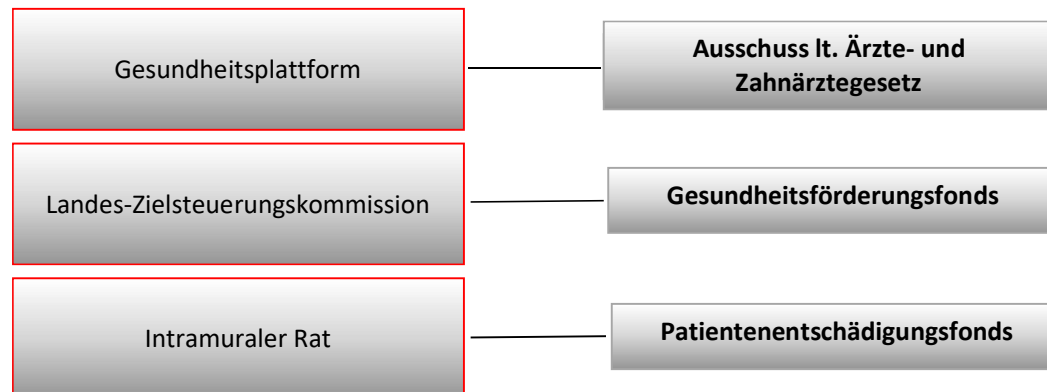 Gesundheitsplattform
Ausschuss lt. Ärzte- und
Zahnärztegesetz
Landes-Zielsteuerungskommission
Gesundheitsförderungsfonds
Intramuraler Rat
Patientenentschädigungsfonds